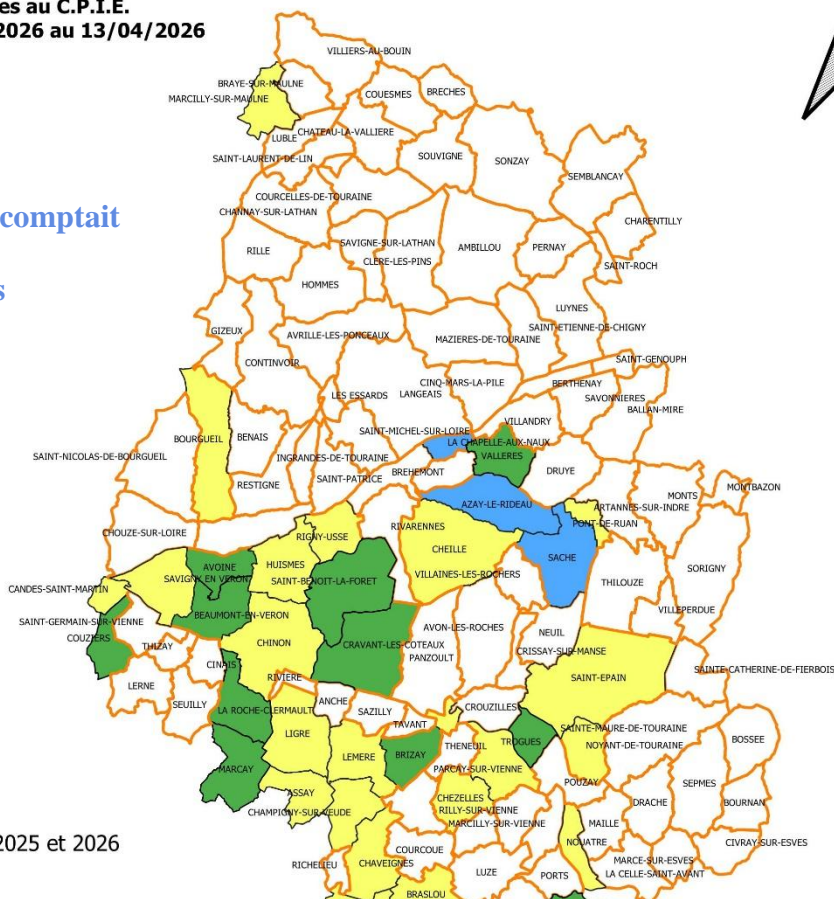 es au C.P.I.E.
2026 au 13/04/2026
VILLIERS-AU-BOUIN
BRAYE-SUR-MAULNE
COUESMES
BRECHES
MARCILLY-SUR-MAULNE
CHATEAU-LA-VALLIERE
LUBLE
SAINT-LAURENT-DE-LIN
SOUVIGNE
SONZAY
SEMBLANCAY
comptait
COURCELLES-DE-TOURAINE
CHANNAY-SUR-LATHAN
CHARENTILLY
SAVIGNE-SUR-LATHAN
RILLE
CLERE-LES-PINS
AMBILLOU
PERNAY
SAINT-ROCH
s
HOMMES
LUYNES
GIZEUX
AVRILLE-LES-PONCEAUX
MAZIERES-DE-TOURAINE
SAINT-ETIENNE-DE-CHIGNY
CONTINVOIR
SAINT-GENOUPH
CINQ-MARS-LA-PILE
BERTHENAY
LES ESSARDS
LANGEAIS
SAVONNIERES
BALLAN-MIRE
VILLANDRY
SAINT-MICHEL-SUR-LOIRE
BOURGUEIL
BENAIS
LA CHAPELLE-AUX-NAUX
SAINT-NICOLAS-DE-BOURGUEIL
INGRANDES-DE-TOURAINE
VALLERES
BREHEMONT
DRUYE
RESTIGNE
SAINT-PATRICE
MONTBAZON
MONTS
AZAY-LE-RIDEAU
ARTANNES-SUR-INDRE
RIVARENNES
PONT-DE-RUAN
CHOUZE-SUR-LOIRE
RIGNY-USSE
CHEILLE
SACHE
AVOINE
HUISMES
SORIGNY
SAVIGNY EN VERON
SAINT-BENOIT-LA-FORET
VILLAINES-LES-ROCHERS
THILOUZE
CANDES-SAINT-MARTIN
VILLEPERDUE
SAINT-GERMAIN-SUR-VIENNE
BEAUMONT-EN-VERON
AVON-LES-ROCHES
NEUIL
COUZIERS
THIZAY
CHINON
CRAVANT-LES-COTEAUX
CRISSAY-SUR-MANSE
PANZOULT
CINAIS
SAINTE-CATHERINE-DE-FIERBOIS
RIVIERE
SAINT-EPAIN
LERNE
SEUILLY
ANCHE
SAZILLY
CROUZILLES
LA ROCHE-CLERMAULT
TAVANT
SAINTE-MAURE-DE-TOURAINE
LIGRE
THENEUIL
TROGUES
NOYANT-DE-TOURAINE
BOSSEE
LEMERE
BRIZAY
MARCAY
PARCAY-SUR-VIENNE
POUZAY
SEPMES
ASSAY
CHEZELLES
DRACHE
BOURNAN
CHAMPIGNY-SUR-VEUDE
RILLY-SUR-VIENNE
MARCILLY-SUR-VIENNE
MAILLE
2025 et 2026
NOUATRE
CIVRAY-SUR-ESVES
COURCOUE
RICHELIEU
CHAVEIGNES
MARCE-SUR-ESVES
LUZE
PORTS
LA CELLE-SAINT-AVANT
BRASLOU